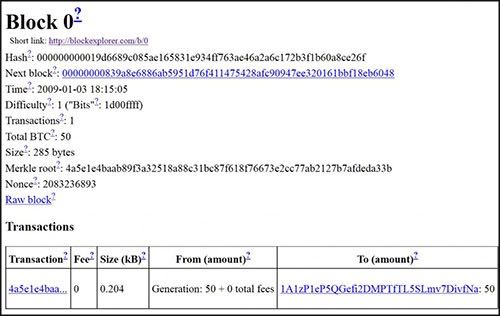 Block 0?
Short link: http://blockexplorer.com/b/0
Hash?: 000000000019d6689c085ae165831e934ff763ae46a2a6c172b3f1b60a8ce26f
Next block?: 00000000839a8e6886ab5951d76f411475428afc90947ee320161bbf18eb6048
Time?: 2009-01-03 18:15:05
Difficulty?: 1 ("Bits"?: 1d00ffff)
Transactions?: 1
Total BTC?: 50
Size?: 285 bytes
Merkle root?: 4a5e1e4baab89f3a32518a88c31bc87f618f76673e2cc77ab2127b7afdeda33b
Nonce?: 2083236893
Raw block?
Transactions
Transaction? Fee? Size (kB)? From (amount)? To (amount)?
4a5e1e4baa... 0 0.204 Generation: 50 + 0 total fees 1A1zP1eP5QGefi2DMPTfTL5SLmv7DivfNa: 50